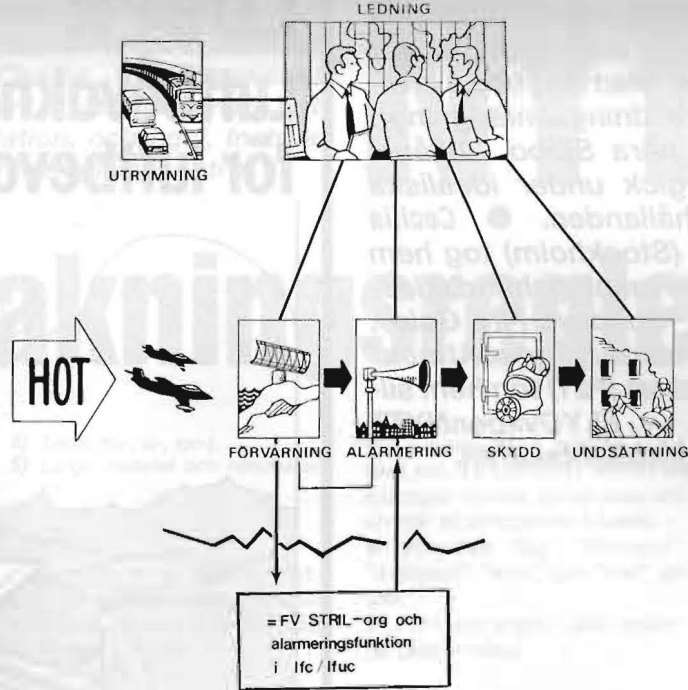 LEDNING
UTRYMNING
HOT
FÖRVARNING
ALARMERING
SKYDD
UNDSÄTTNING
= FV STRIL-org och
alarmeringsfunktion
i lfc / lfuc